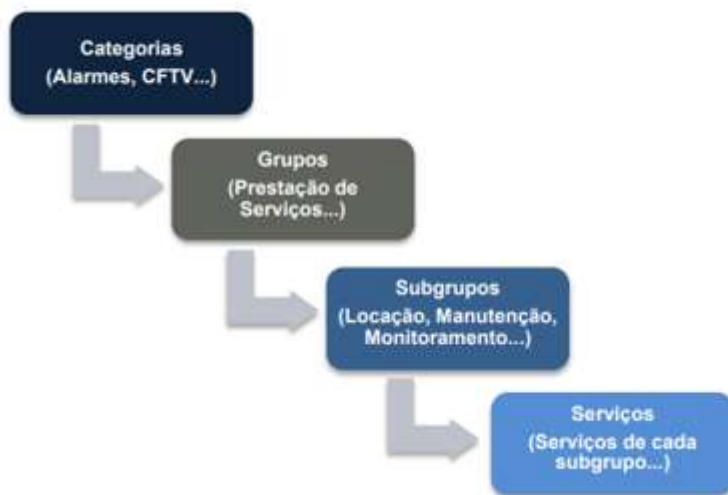 Categorias
(Alarmes, CFTV...)
Grupos
(Prestação de
Serviços...)
Subgrupos
(Locação, Manutenção,
Monitoramento...)
Serviços
(Serviços de cada
subgrupo...)